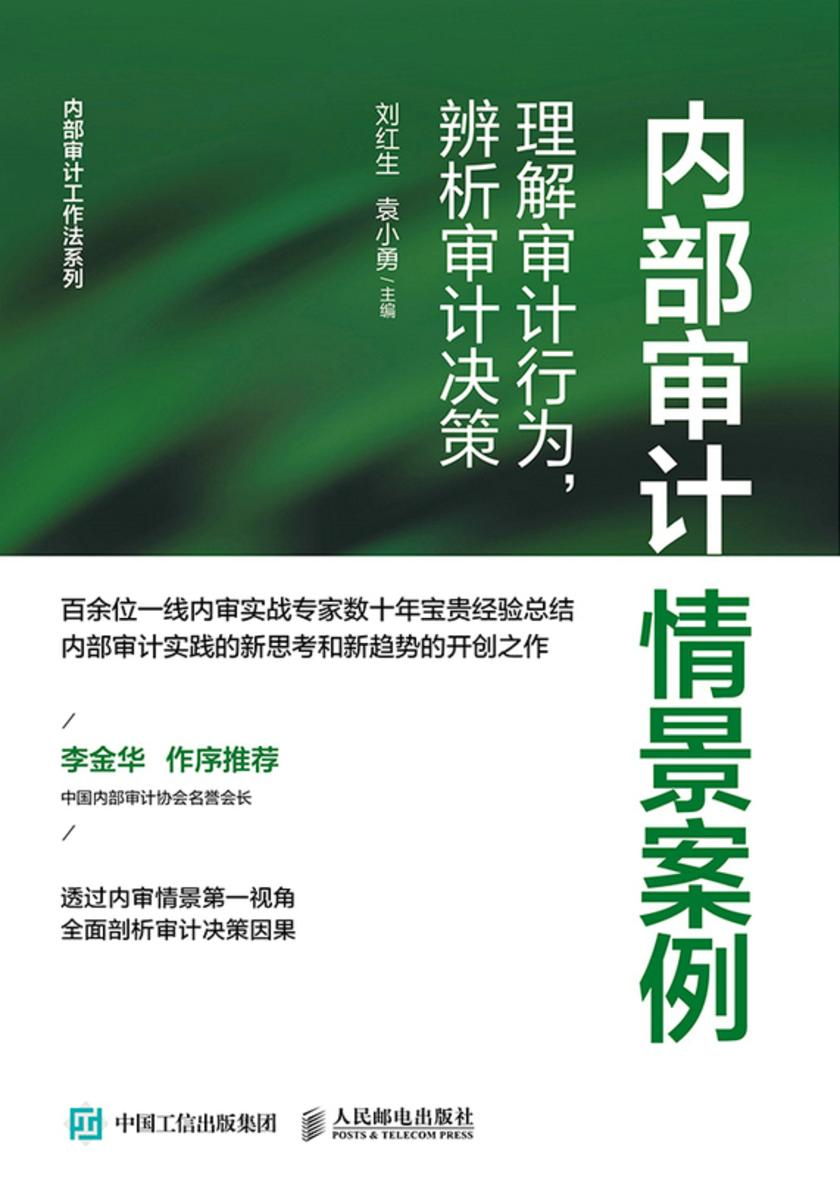 内部审计情景案例
理解审计行为，
辨析审计决策
刘红生 袁小勇/主编
内部审计工作法系列
百余位一线内审实战专家数十年宝贵经验总结
内部审计实践的新思考和新趋势的开创之作
/
李金华 作序推荐
中国内部审计协会名誉会长
/
透过内审情景第一视角
全面剖析审计决策因果
中国工信出版集团
人民邮电出版社
POSTS & TELECOM PRESS